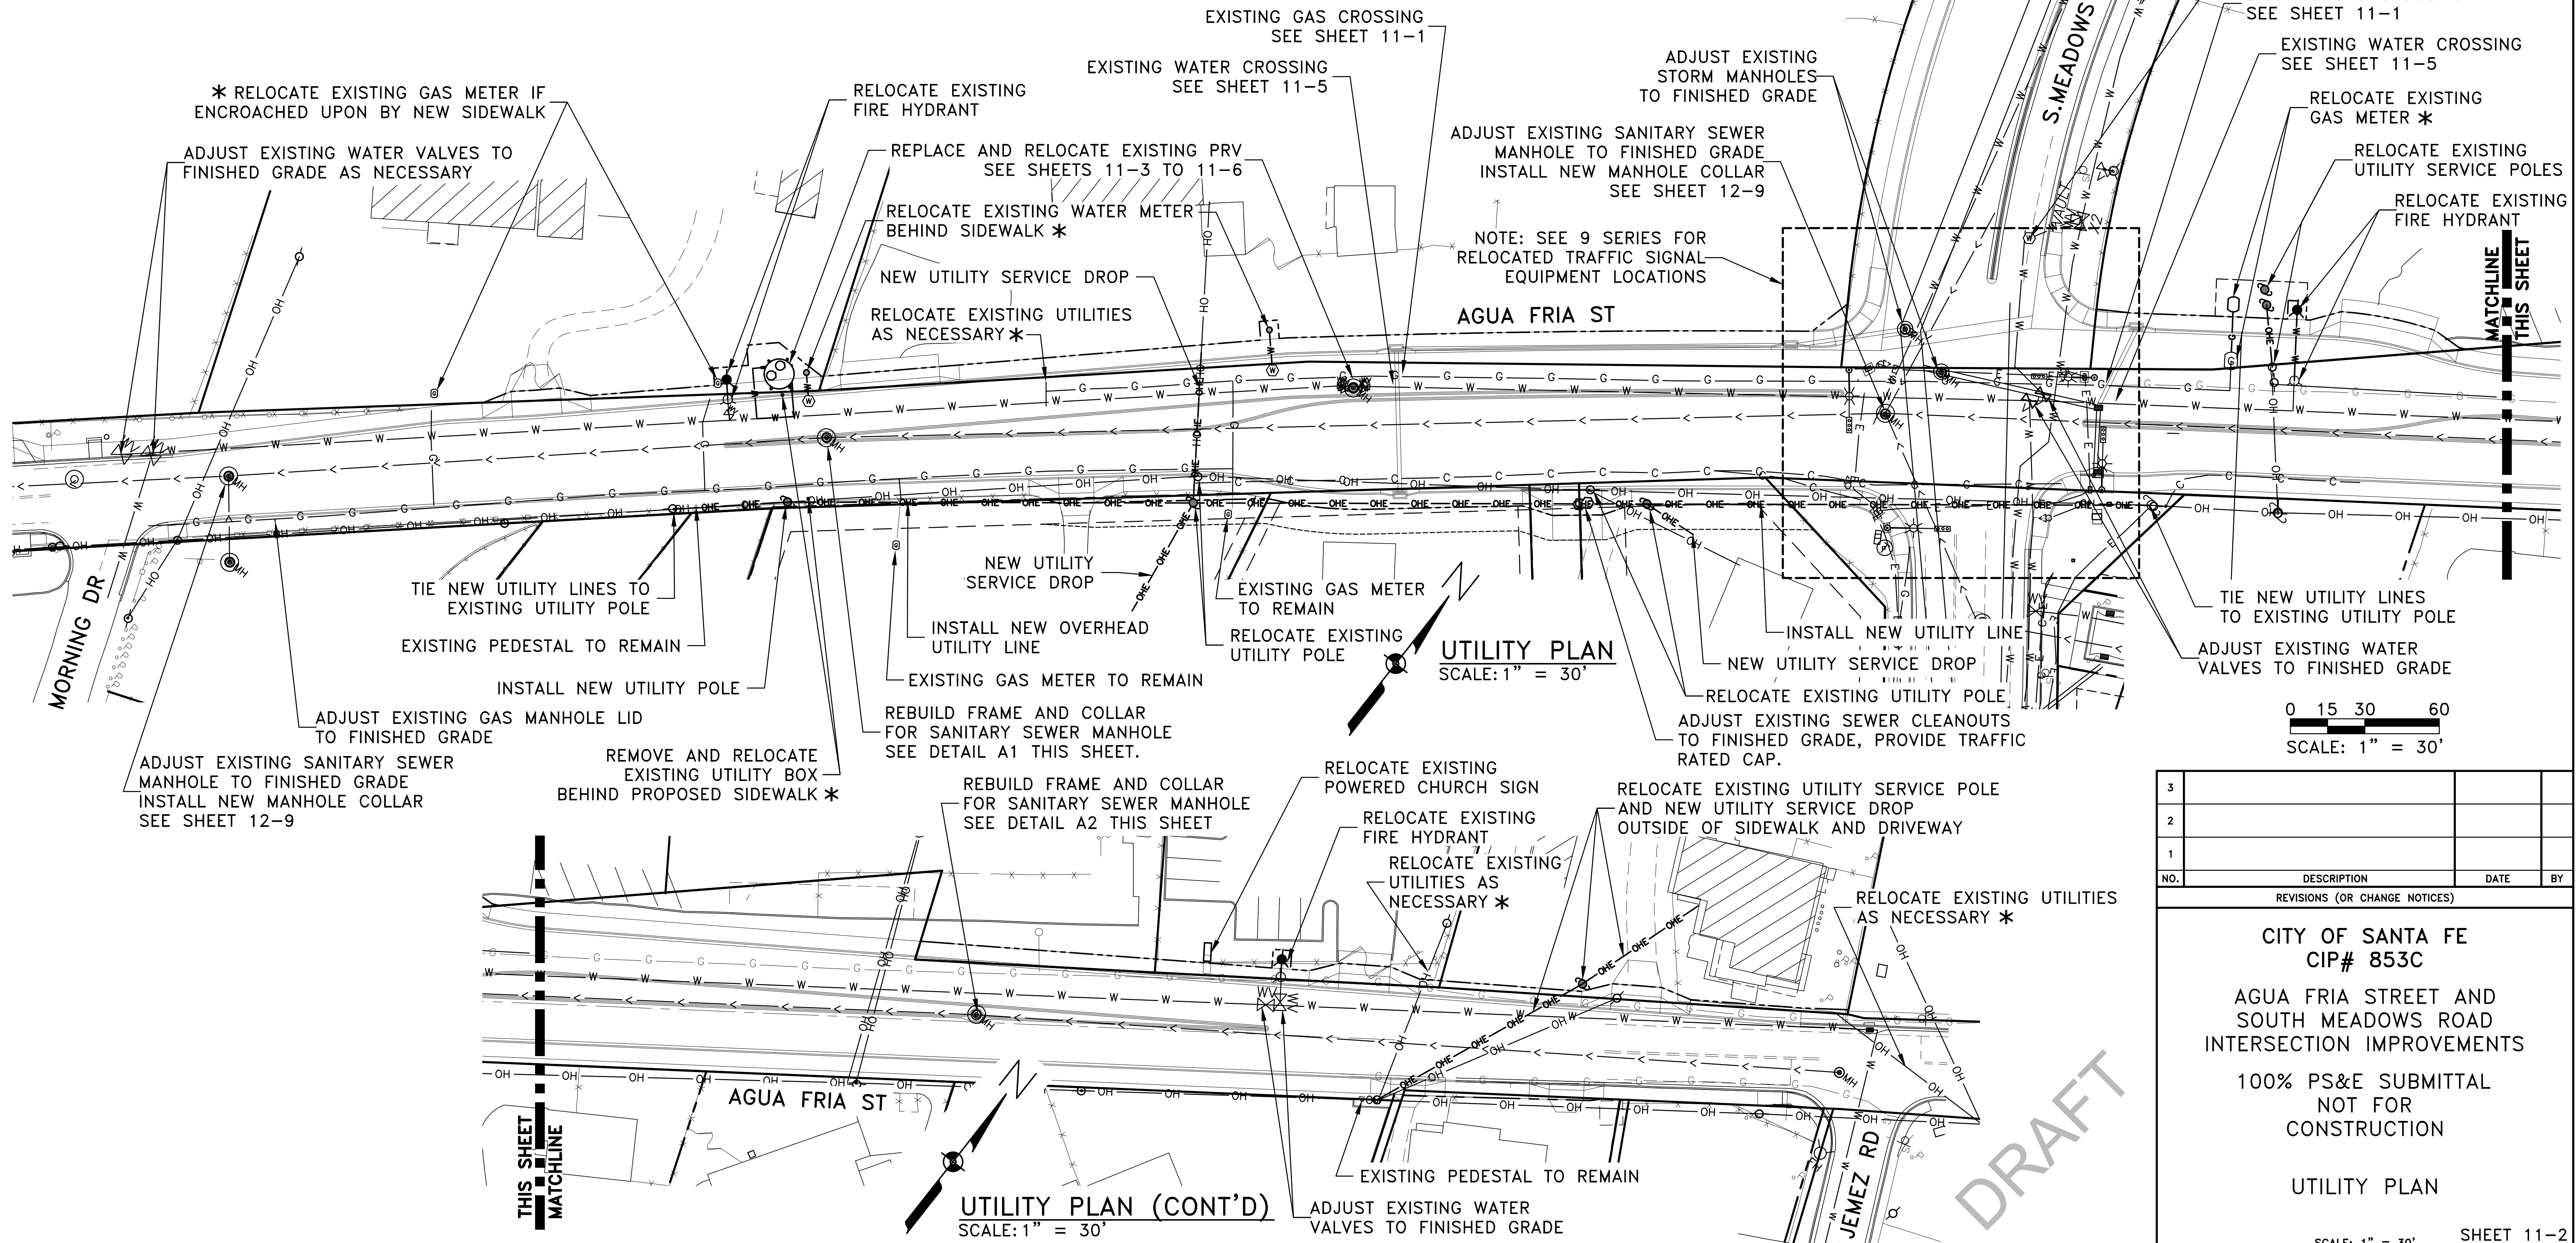 EXISTING GAS CROSSING
SEE SHEET 11-1
EXISTING WATER CROSSING
SEE SHEET 11-5
ADJUST EXISTING
STORM MANHOLES
TO FINISHED GRADE
S.MEADOWS
SEE SHEET 11-1
EXISTING WATER CROSSING
SEE SHEET 11-5
* RELOCATE EXISTING GAS METER IF
ENCROACHED UPON BY NEW SIDEWALK
RELOCATE EXISTING
FIRE HYDRANT
RELOCATE EXISTING
GAS METER *
ADJUST EXISTING WATER VALVES TO
FINISHED GRADE AS NECESSARY
REPLACE AND RELOCATE EXISTING PRV
SEE SHEETS 11-3 TO 11-6
ADJUST EXISTING SANITARY SEWER
MANHOLE TO FINISHED GRADE
INSTALL NEW MANHOLE COLLAR
SEE SHEET 12-9
RELOCATE EXISTING
UTILITY SERVICE POLES
RELOCATE EXISTING WATER METER
BEHIND SIDEWALK *
RELOCATE EXISTING
FIRE HYDRANT
NOTE: SEE 9 SERIES FOR
RELOCATED TRAFFIC SIGNAL
EQUIPMENT LOCATIONS
VAULT
X2
NEW UTILITY SERVICE DROP
RELOCATE EXISTING UTILITIES
AS NECESSARY *
AGUA FRIA ST
MATCHLINE
THIS SHEET
MORNING DR
TIE NEW UTILITY LINES TO
EXISTING UTILITY POLE
EXISTING PEDESTAL TO REMAIN
INSTALL NEW UTILITY POLE
NEW UTILITY
SERVICE DROP
INSTALL NEW OVERHEAD
UTILITY LINE
EXISTING GAS METER TO REMAIN
EXISTING GAS METER
TO REMAIN
RELOCATE EXISTING
UTILITY POLE
N
UTILITY PLAN
SCALE: 1" = 30'
INSTALL NEW UTILITY LINE
NEW UTILITY SERVICE DROP
RELOCATE EXISTING UTILITY POLE
TIE NEW UTILITY LINES
TO EXISTING UTILITY POLE
ADJUST EXISTING WATER
VALVES TO FINISHED GRADE
ADJUST EXISTING GAS MANHOLE LID
TO FINISHED GRADE
ADJUST EXISTING SANITARY SEWER
MANHOLE TO FINISHED GRADE
INSTALL NEW MANHOLE COLLAR
SEE SHEET 12-9
REMOVE AND RELOCATE
EXISTING UTILITY BOX
BEHIND PROPOSED SIDEWALK *
REBUILD FRAME AND COLLAR
FOR SANITARY SEWER MANHOLE
SEE DETAIL A1 THIS SHEET.
ADJUST EXISTING SEWER CLEANOUTS
TO FINISHED GRADE, PROVIDE TRAFFIC
RATED CAP.
0 15 30 60
SCALE: 1" = 30'
REBUILD FRAME AND COLLAR
FOR SANITARY SEWER MANHOLE
SEE DETAIL A2 THIS SHEET
RELOCATE EXISTING
POWERED CHURCH SIGN
RELOCATE EXISTING
FIRE HYDRANT
RELOCATE EXISTING
UTILITIES AS
NECESSARY *
RELOCATE EXISTING UTILITY SERVICE POLE
AND NEW UTILITY SERVICE DROP
OUTSIDE OF SIDEWALK AND DRIVEWAY
RELOCATE EXISTING UTILITIES
AS NECESSARY *
AGUA FRIA ST
THIS SHEET
MATCHLINE
N
UTILITY PLAN (CONT'D)
SCALE: 1" = 30'
EXISTING PEDESTAL TO REMAIN
ADJUST EXISTING WATER
VALVES TO FINISHED GRADE
JEMEZ RD
DRAFT
3
2
1
NO. DESCRIPTION DATE BY
REVISIONS (OR CHANGE NOTICES)
CITY OF SANTA FE
CIP# 853C
AGUA FRIA STREET AND
SOUTH MEADOWS ROAD
INTERSECTION IMPROVEMENTS
100% PS&E SUBMITTAL
NOT FOR
CONSTRUCTION
UTILITY PLAN
SCALE: 1" = 30' SHEET 11-2